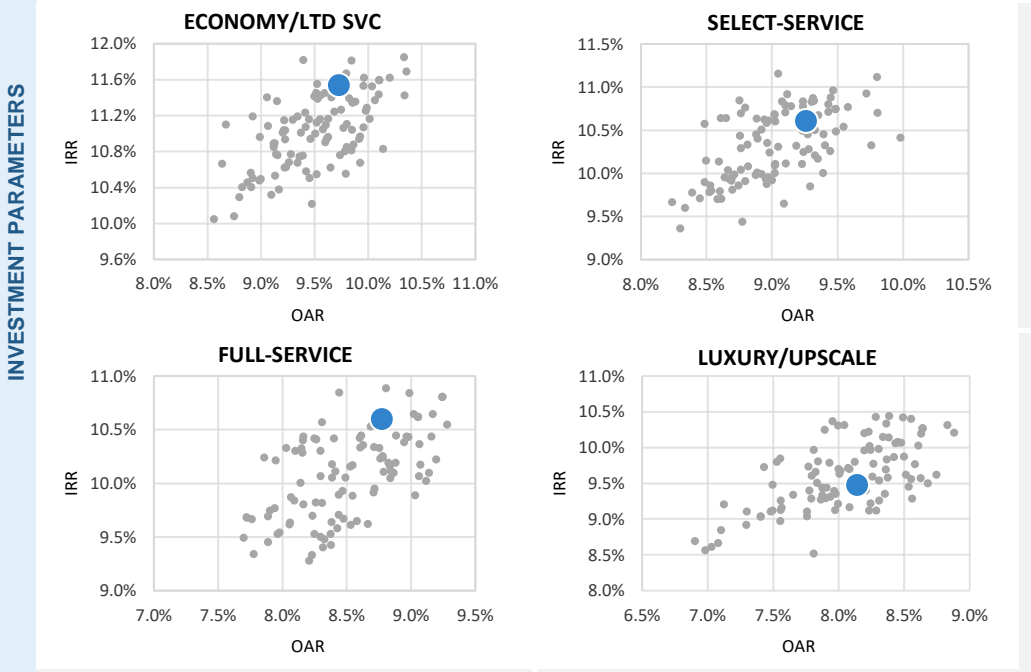 INVESTMENT PARAMETERS
ECONOMY/LTD SVC
12.0%
11.6%
11.2%
10.8%
10.4%
10.0%
9.6%
IRR
8.0% 8.5% 9.0% 9.5% 10.0% 10.5% 11.0%
OAR
SELECT-SERVICE
11.5%
11.0%
10.5%
10.0%
9.5%
9.0%
IRR
8.0% 8.5% 9.0% 9.5% 10.0% 10.5%
OAR
FULL-SERVICE
11.0%
10.5%
10.0%
9.5%
9.0%
IRR
7.0% 7.5% 8.0% 8.5% 9.0% 9.5%
OAR
LUXURY/UPSCALE
11.0%
10.5%
10.0%
9.5%
9.0%
8.5%
8.0%
IRR
6.5% 7.0% 7.5% 8.0% 8.5% 9.0%
OAR